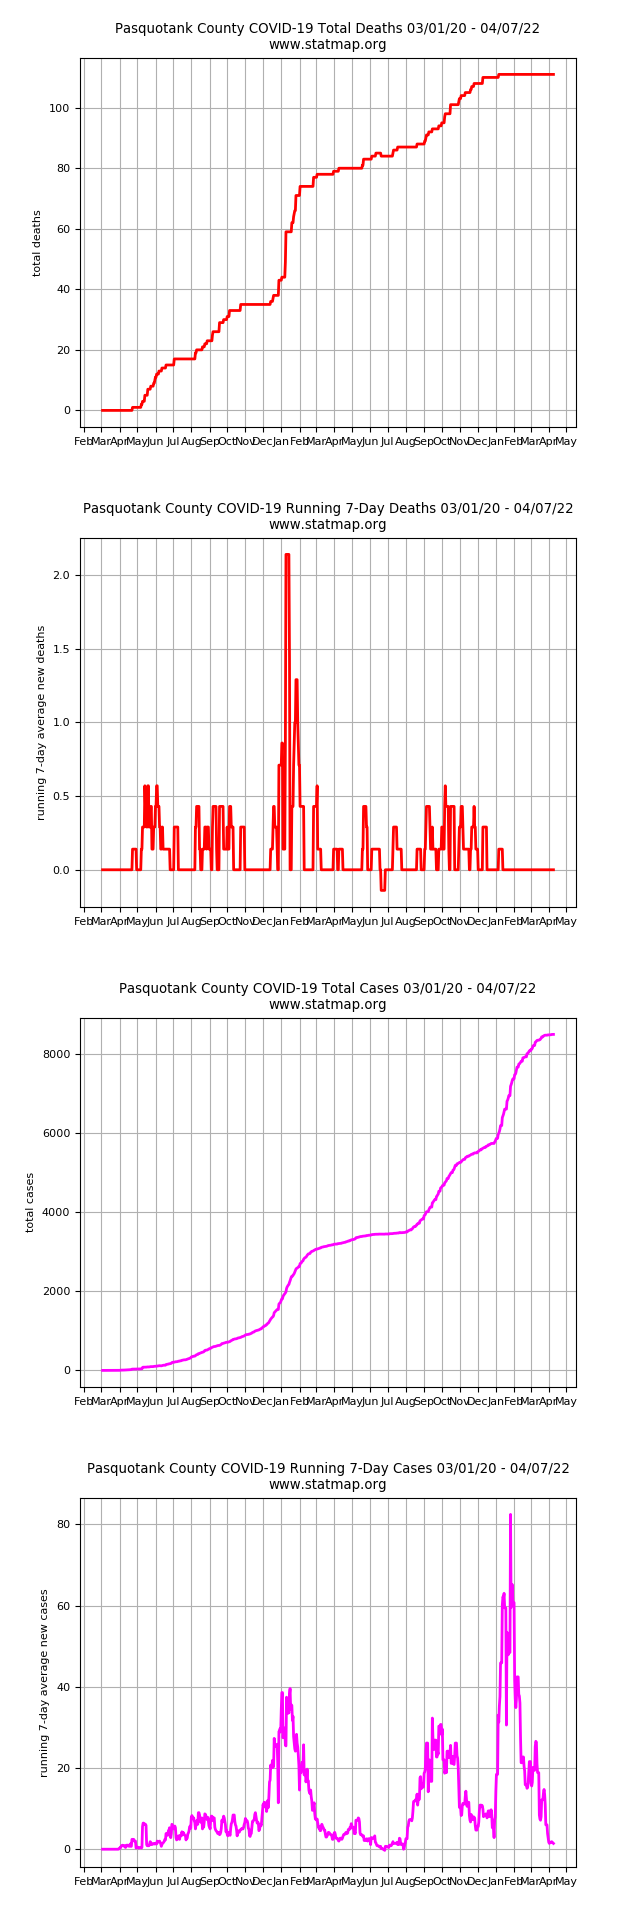 Pasquotank County COVID-19 Total Deaths 03/01/20 - 04/07/22
www.statmap.org
total deaths
100
80
60
40
20
0
Feb Mar Apr May Jun Jul Aug Sep Oct Nov Dec Jan Feb Mar Apr May Jun Jul Aug Sep Oct Nov Dec Jan Feb Mar Apr May
Pasquotank County COVID-19 Running 7-Day Deaths 03/01/20 - 04/07/22
www.statmap.org
running 7-day average new deaths
2.0
1.5
1.0
0.5
0.0
Feb Mar Apr May Jun Jul Aug Sep Oct Nov Dec Jan Feb Mar Apr May Jun Jul Aug Sep Oct Nov Dec Jan Feb Mar Apr May
Pasquotank County COVID-19 Total Cases 03/01/20 - 04/07/22
www.statmap.org
total cases
8000
6000
4000
2000
0
Feb Mar Apr May Jun Jul Aug Sep Oct Nov Dec Jan Feb Mar Apr May Jun Jul Aug Sep Oct Nov Dec Jan Feb Mar Apr May
Pasquotank County COVID-19 Running 7-Day Cases 03/01/20 - 04/07/22
www.statmap.org
running 7-day average new cases
80
60
40
20
0
Feb Mar Apr May Jun Jul Aug Sep Oct Nov Dec Jan Feb Mar Apr May Jun Jul Aug Sep Oct Nov Dec Jan Feb Mar Apr May